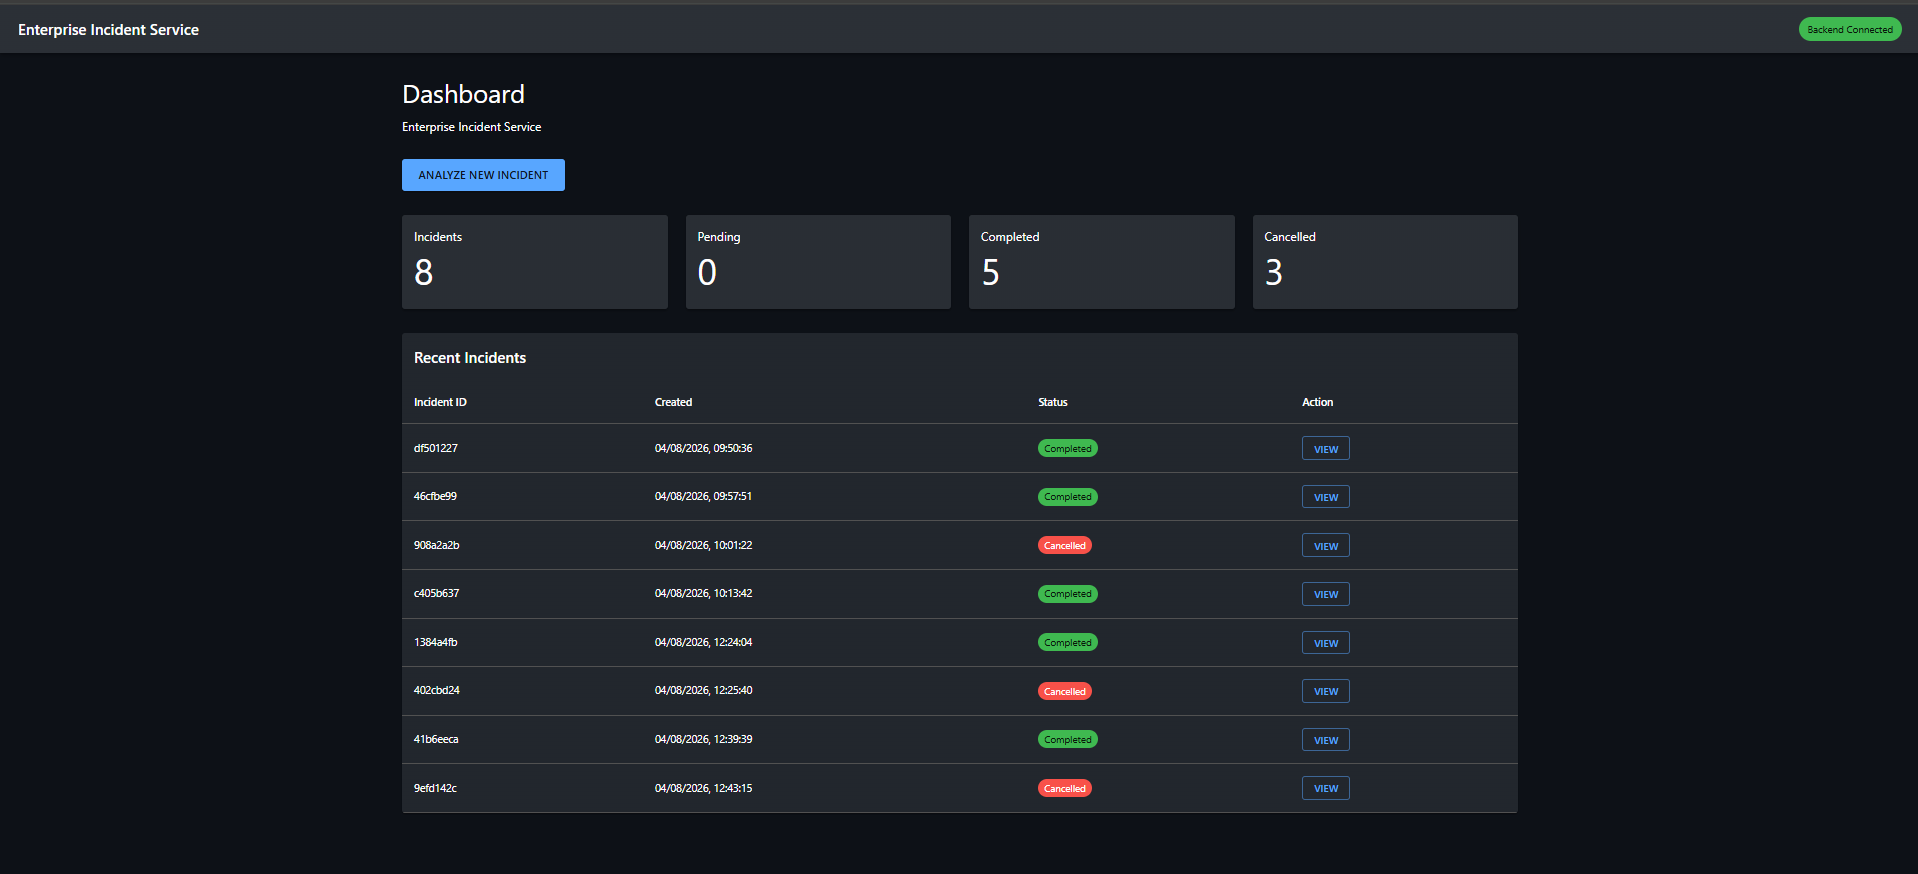 Enterprise Incident Service
Backend Connected
Dashboard
Enterprise Incident Service
ANALYZE NEW INCIDENT
Incidents
8
Pending
0
Completed
5
Cancelled
3
Recent Incidents
Incident ID Created Status Action
df501227 04/08/2026, 09:50:36 Completed VIEW
46cfbe99 04/08/2026, 09:57:51 Completed VIEW
908a2a2b 04/08/2026, 10:01:22 Cancelled VIEW
c405b637 04/08/2026, 10:13:42 Completed VIEW
1384a4fb 04/08/2026, 12:24:04 Completed VIEW
402cbd24 04/08/2026, 12:25:40 Cancelled VIEW
41b6eeca 04/08/2026, 12:39:39 Completed VIEW
9efd142c 04/08/2026, 12:43:15 Cancelled VIEW